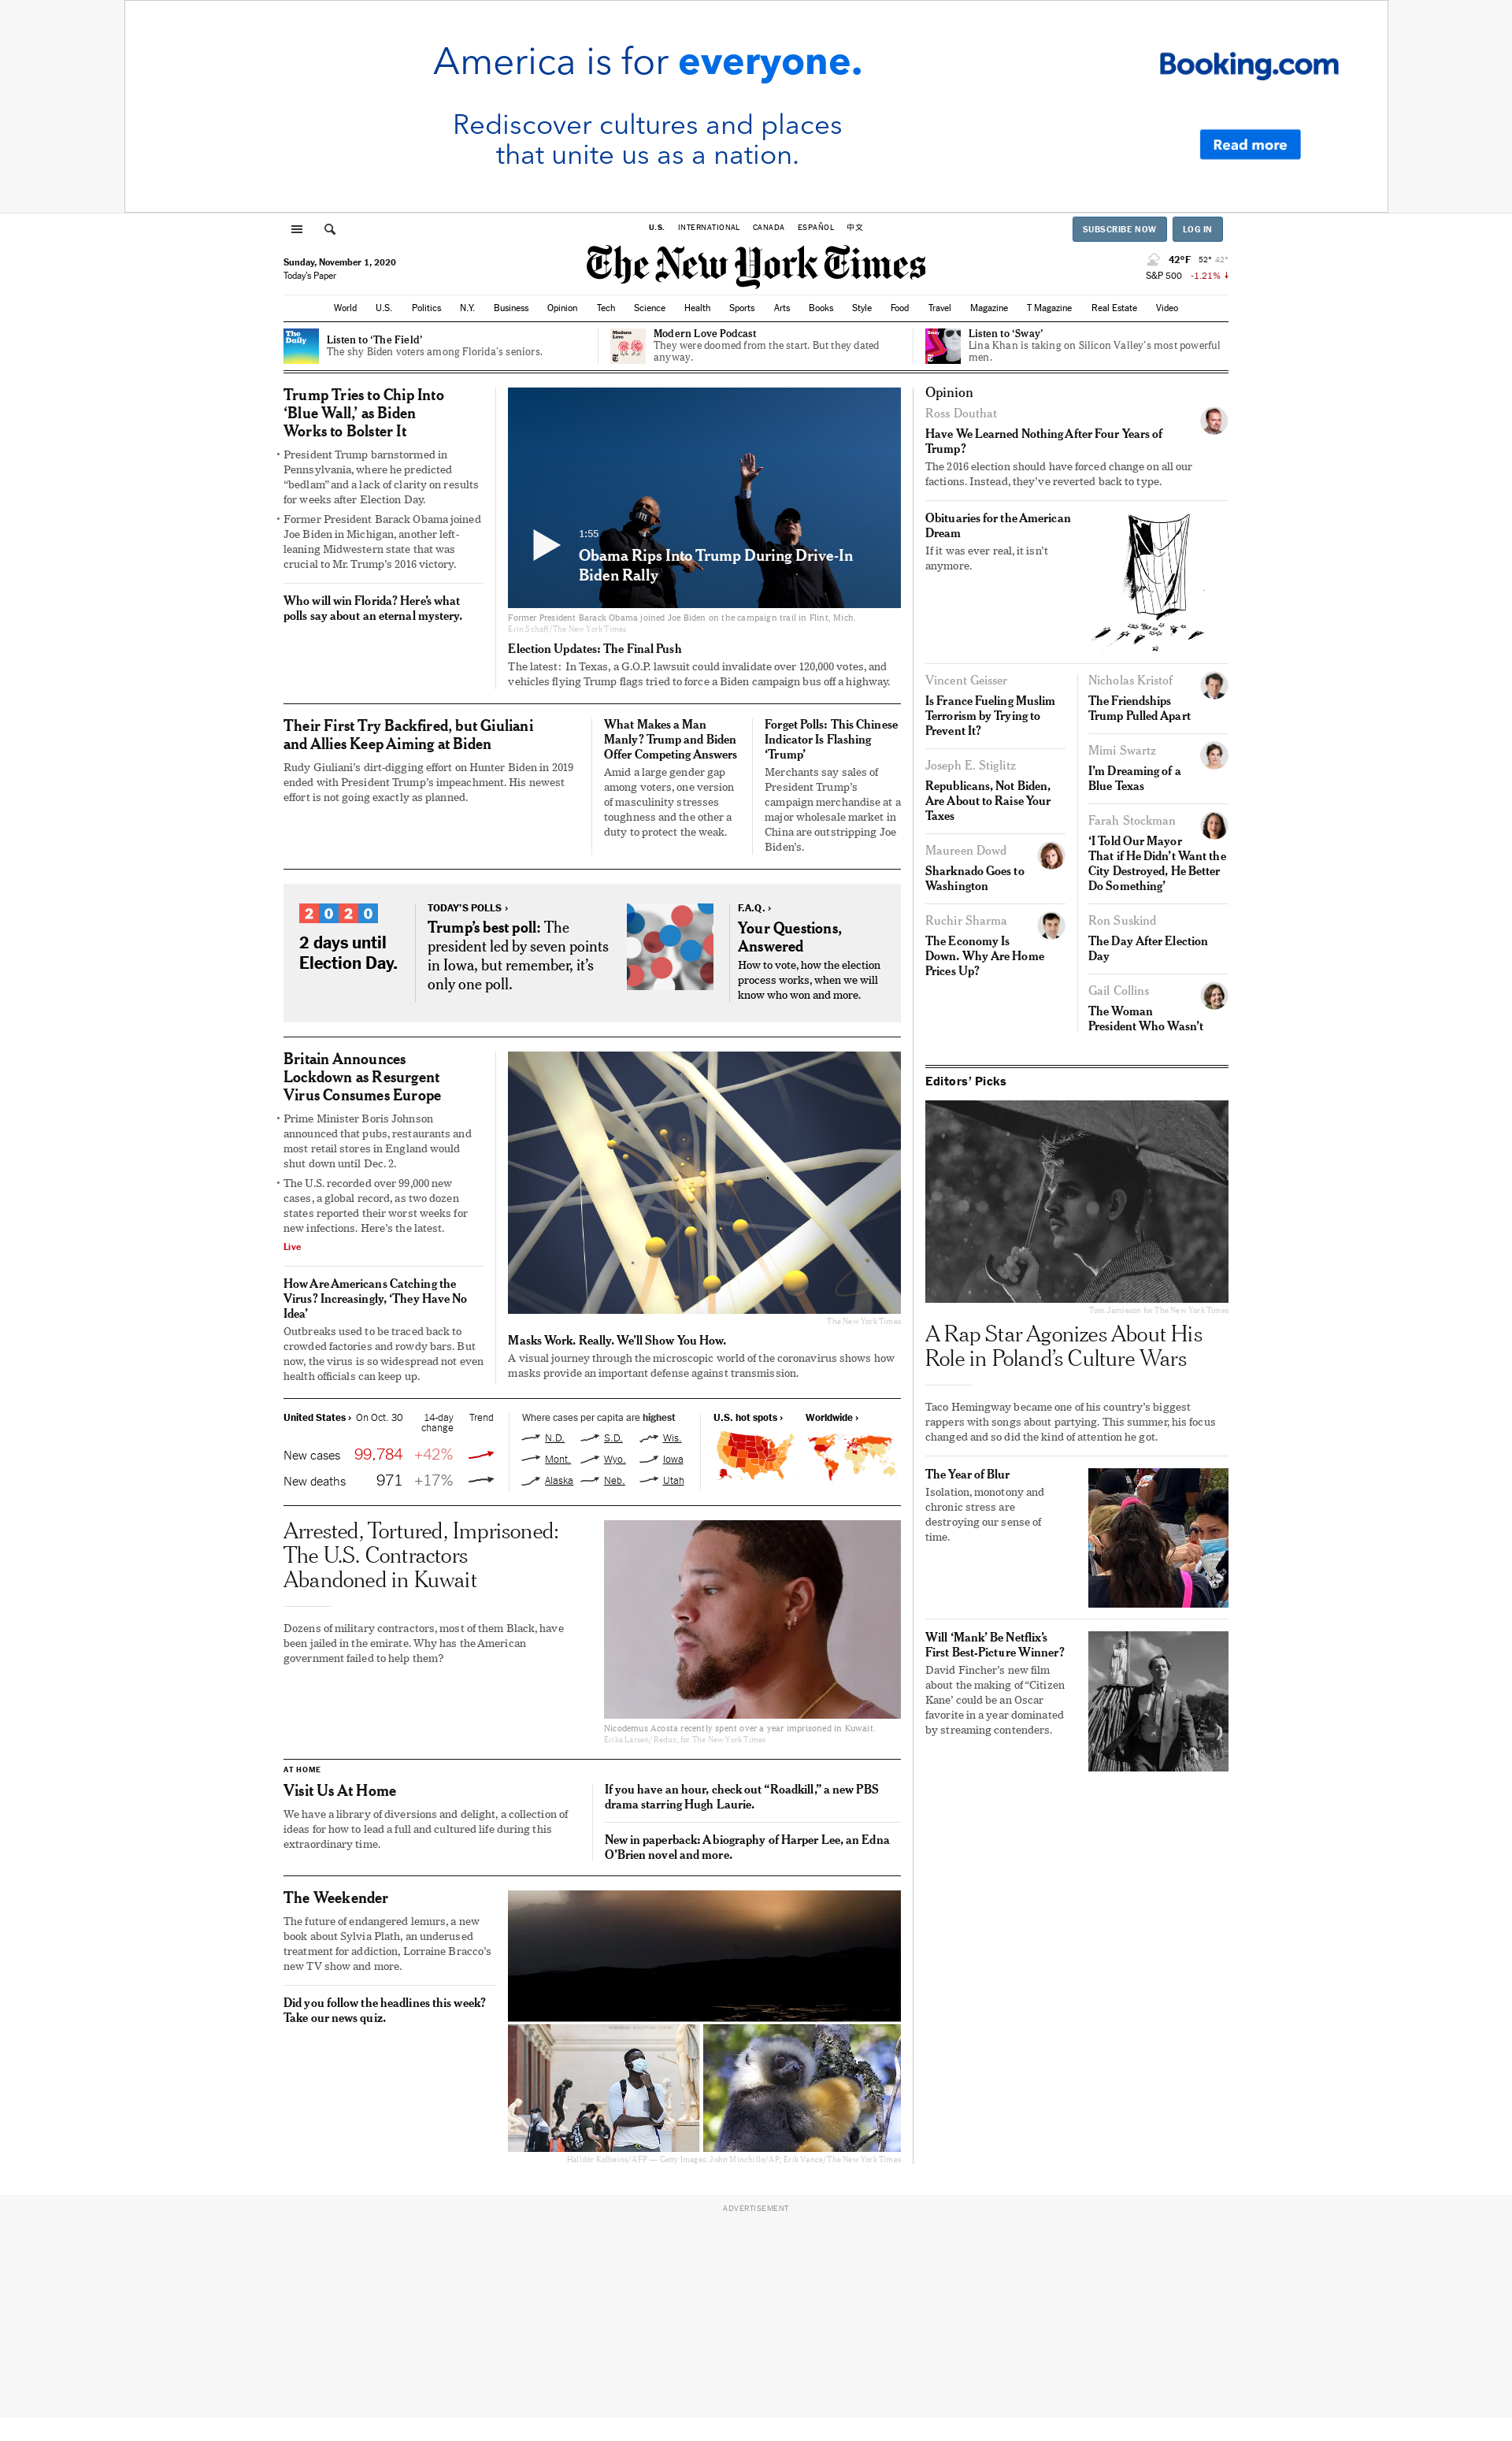 America is for everyone.
Booking.com
Rediscover cultures and places
that unite us as a nation.
Read more
U.S. INTERNATIONAL CANADA ESPAÑOL 中文
SUBSCRIBE NOW LOG IN
The New York Times
Sunday, November 1, 2020
Today's Paper
42°F 52° 42°
S&P 500 -1.21%
World U.S. Politics N.Y. Business Opinion Tech Science Health Sports Arts Books Style Food Travel Magazine T Magazine Real Estate Video
The
Daily
Listen to ‘The Field’
The shy Biden voters among Florida’s seniors.
Modern
Love
Modern Love Podcast
They were doomed from the start. But they dated
anyway.
Sway
Listen to ‘Sway’
Lina Khan is taking on Silicon Valley’s most powerful
men.
Trump Tries to Chip Into
‘Blue Wall,’ as Biden
Works to Bolster It
• President Trump barnstormed in
Pennsylvania, where he predicted
“bedlam” and a lack of clarity on results
for weeks after Election Day.
• Former President Barack Obama joined
Joe Biden in Michigan, another left-
leaning Midwestern state that was
crucial to Mr. Trump’s 2016 victory.
Who will win Florida? Here’s what
polls say about an eternal mystery.
1:55
Obama Rips Into Trump During Drive-In
Biden Rally
Former President Barack Obama joined Joe Biden on the campaign trail in Flint, Mich.
Erin Schaff/The New York Times
Election Updates: The Final Push
The latest: In Texas, a G.O.P. lawsuit could invalidate over 120,000 votes, and
vehicles flying Trump flags tried to force a Biden campaign bus off a highway.
Their First Try Backfired, but Giuliani
and Allies Keep Aiming at Biden
Rudy Giuliani’s dirt-digging effort on Hunter Biden in 2019
ended with President Trump’s impeachment. His newest
effort is not going exactly as planned.
What Makes a Man
Manly? Trump and Biden
Offer Competing Answers
Amid a large gender gap
among voters, one version
of masculinity stresses
toughness and the other a
duty to protect the weak.
Forget Polls: This Chinese
Indicator Is Flashing
‘Trump’
Merchants say sales of
President Trump’s
campaign merchandise at a
major wholesale market in
China are outstripping Joe
Biden’s.
2020
2 days until
Election Day.
TODAY’S POLLS ›
Trump’s best poll: The
president led by seven points
in Iowa, but remember, it’s
only one poll.
F.A.Q. ›
Your Questions,
Answered
How to vote, how the election
process works, when we will
know who won and more.
Britain Announces
Lockdown as Resurgent
Virus Consumes Europe
• Prime Minister Boris Johnson
announced that pubs, restaurants and
most retail stores in England would
shut down until Dec. 2.
• The U.S. recorded over 99,000 new
cases, a global record, as two dozen
states reported their worst weeks for
new infections. Here’s the latest.
Live
How Are Americans Catching the
Virus? Increasingly, ‘They Have No
Idea’
Outbreaks used to be traced back to
crowded factories and rowdy bars. But
now, the virus is so widespread not even
health officials can keep up.
The New York Times
Masks Work. Really. We’ll Show You How.
A visual journey through the microscopic world of the coronavirus shows how
masks provide an important defense against transmission.
United States › On Oct. 30 14-day
change Trend
New cases 99,784 +42%
New deaths 971 +17%
Where cases per capita are highest
N.D. S.D. Wis.
Mont. Wyo. Iowa
Alaska Neb. Utah
U.S. hot spots › Worldwide ›
Arrested, Tortured, Imprisoned:
The U.S. Contractors
Abandoned in Kuwait
Dozens of military contractors, most of them Black, have
been jailed in the emirate. Why has the American
government failed to help them?
Nicodemus Acosta recently spent over a year imprisoned in Kuwait.
Erika Larsen/Redux, for The New York Times
AT HOME
Visit Us At Home
We have a library of diversions and delight, a collection of
ideas for how to lead a full and cultured life during this
extraordinary time.
If you have an hour, check out “Roadkill,” a new PBS
drama starring Hugh Laurie.
New in paperback: A biography of Harper Lee, an Edna
O’Brien novel and more.
The Weekender
The future of endangered lemurs, a new
book about Sylvia Plath, an underused
treatment for addiction, Lorraine Bracco’s
new TV show and more.
Did you follow the headlines this week?
Take our news quiz.
Halldór Kolbeins/AFP — Getty Images; John Minchillo/AP; Erik Vance/The New York Times
Opinion
Ross Douthat
Have We Learned Nothing After Four Years of
Trump?
The 2016 election should have forced change on all our
factions. Instead, they’ve reverted back to type.
Obituaries for the American
Dream
If it was ever real, it isn’t
anymore.
Vincent Geisser
Is France Fueling Muslim
Terrorism by Trying to
Prevent It?
Joseph E. Stiglitz
Republicans, Not Biden,
Are About to Raise Your
Taxes
Maureen Dowd
Sharknado Goes to
Washington
Ruchir Sharma
The Economy Is
Down. Why Are Home
Prices Up?
Nicholas Kristof
The Friendships
Trump Pulled Apart
Mimi Swartz
I’m Dreaming of a
Blue Texas
Farah Stockman
‘I Told Our Mayor
That if He Didn’t Want the
City Destroyed, He Better
Do Something’
Ron Suskind
The Day After Election
Day
Gail Collins
The Woman
President Who Wasn’t
Editors’ Picks
Tom Jamieson for The New York Times
A Rap Star Agonizes About His
Role in Poland’s Culture Wars
Taco Hemingway became one of his country’s biggest
rappers with songs about partying. This summer, his focus
changed and so did the kind of attention he got.
The Year of Blur
Isolation, monotony and
chronic stress are
destroying our sense of
time.
Will ‘Mank’ Be Netflix’s
First Best-Picture Winner?
David Fincher’s new film
about the making of “Citizen
Kane’ could be an Oscar
favorite in a year dominated
by streaming contenders.
ADVERTISEMENT